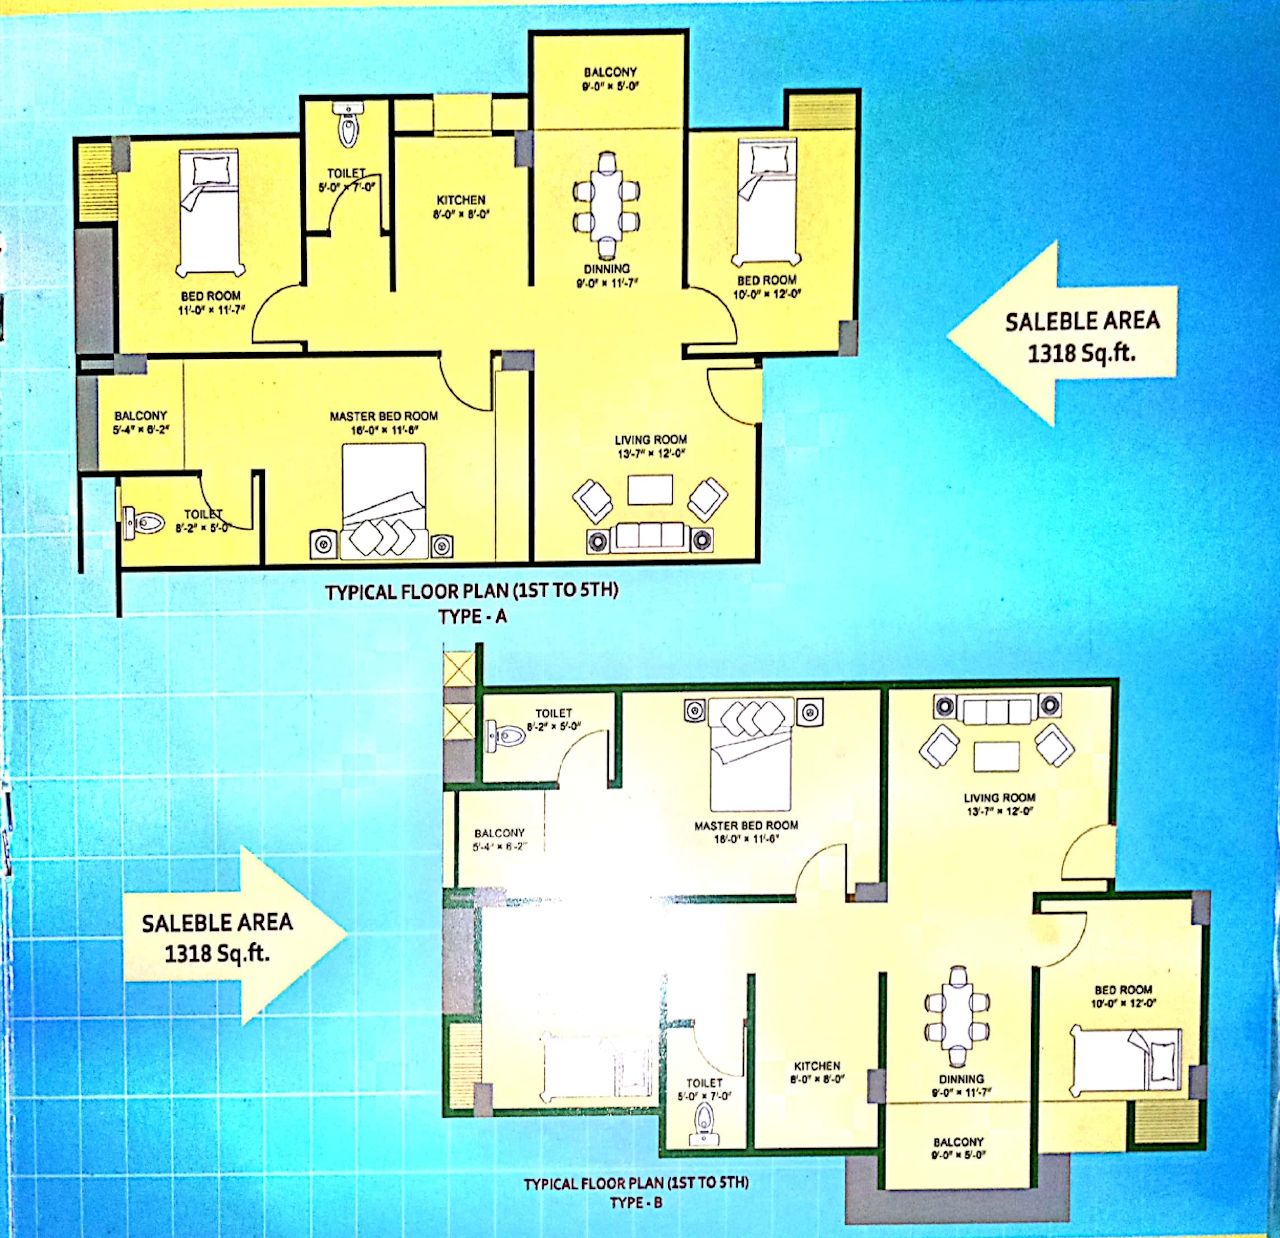 BALCONY
9'-0" × 5'-0"
TOILET
5'-0" × 7'-0"
KITCHEN
8'-0" × 8'-0"
DINNING
9'-0" × 11'-7"
BED ROOM
10'-0" × 12'-0"
BED ROOM
11'-0" × 11'-7"
SALEBLE AREA
1318 Sq.ft.
BALCONY
5'-4" × 6'-2"
MASTER BED ROOM
16'-0" × 11'-6"
LIVING ROOM
13'-7" × 12'-0"
TOILET
8'-2" × 5'-0"
TYPICAL FLOOR PLAN (1ST TO 5TH)
TYPE - A
TOILET
8'-2" × 5'-0"
MASTER BED ROOM
16'-0" × 11'-6"
LIVING ROOM
13'-7" × 12'-0"
BALCONY
5'-4" × 6'-2"
SALEBLE AREA
1318 Sq.ft.
BED ROOM
10'-0" × 12'-0"
KITCHEN
8'-0" × 8'-0"
DINNING
9'-0" × 11'-7"
TOILET
5'-0" × 7'-0"
BALCONY
9'-0" × 5'-0"
TYPICAL FLOOR PLAN (1ST TO 5TH)
TYPE - B